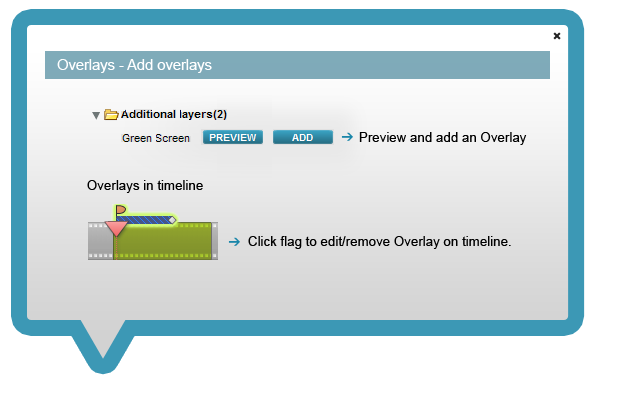 Overlays - Add overlays
Additional layers(2)
Green Screen PREVIEW ADD Preview and add an Overlay
Overlays in timeline
Click flag to edit/remove Overlay on timeline.